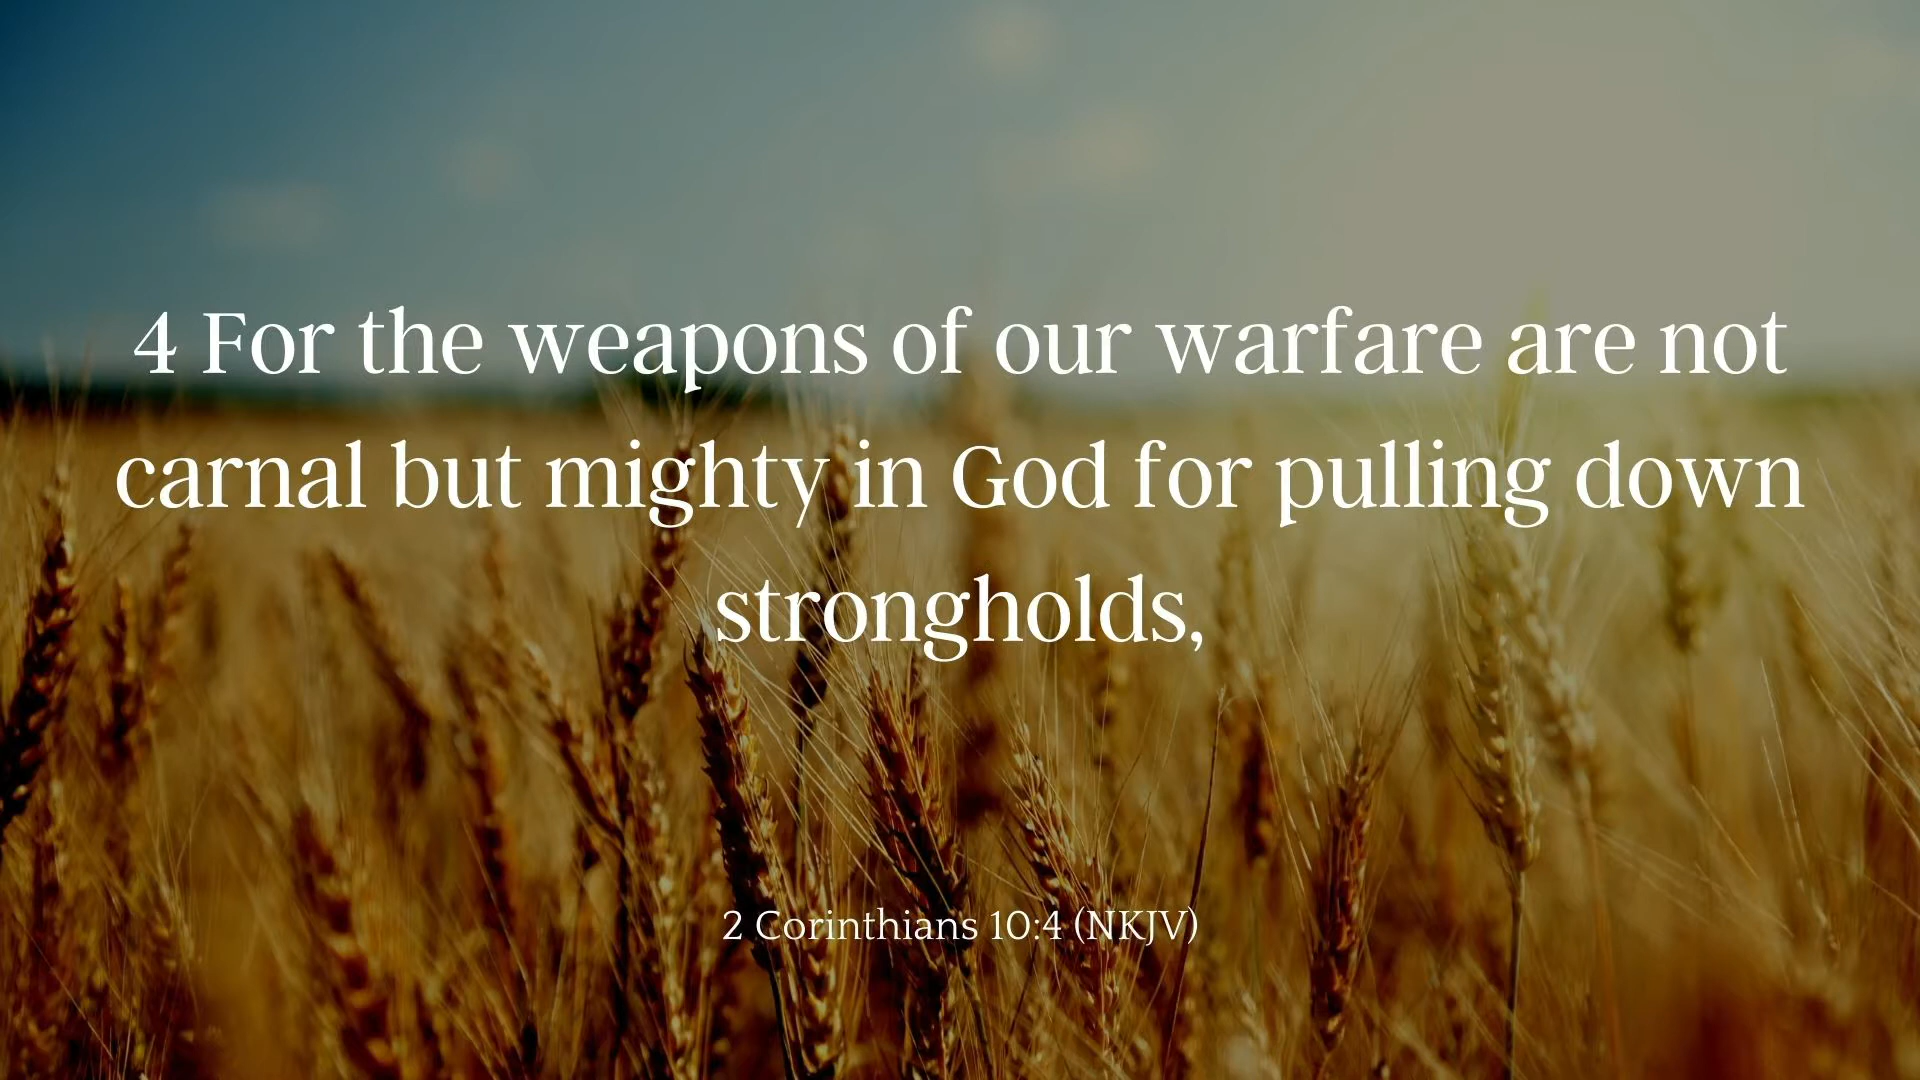 4 For the weapons of our warfare are not
carnal but mighty in God for pulling down
strongholds,
2 Corinthians 10:4 (NKJV)